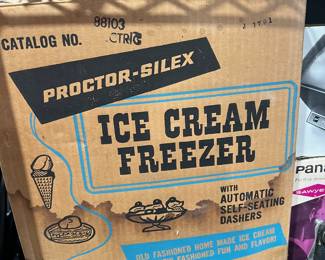 88103
CATALOG NO.
CTRIC
PROCTOR-SILEX
ICE CREAM
FREEZER
WITH
AUTOMATIC
SELF-SEATING
DASHERS
OLD FASHIONED HOME MADE ICE CREAM
FASHIONED FUN AND FLAVOR!
Pana
SAWYE